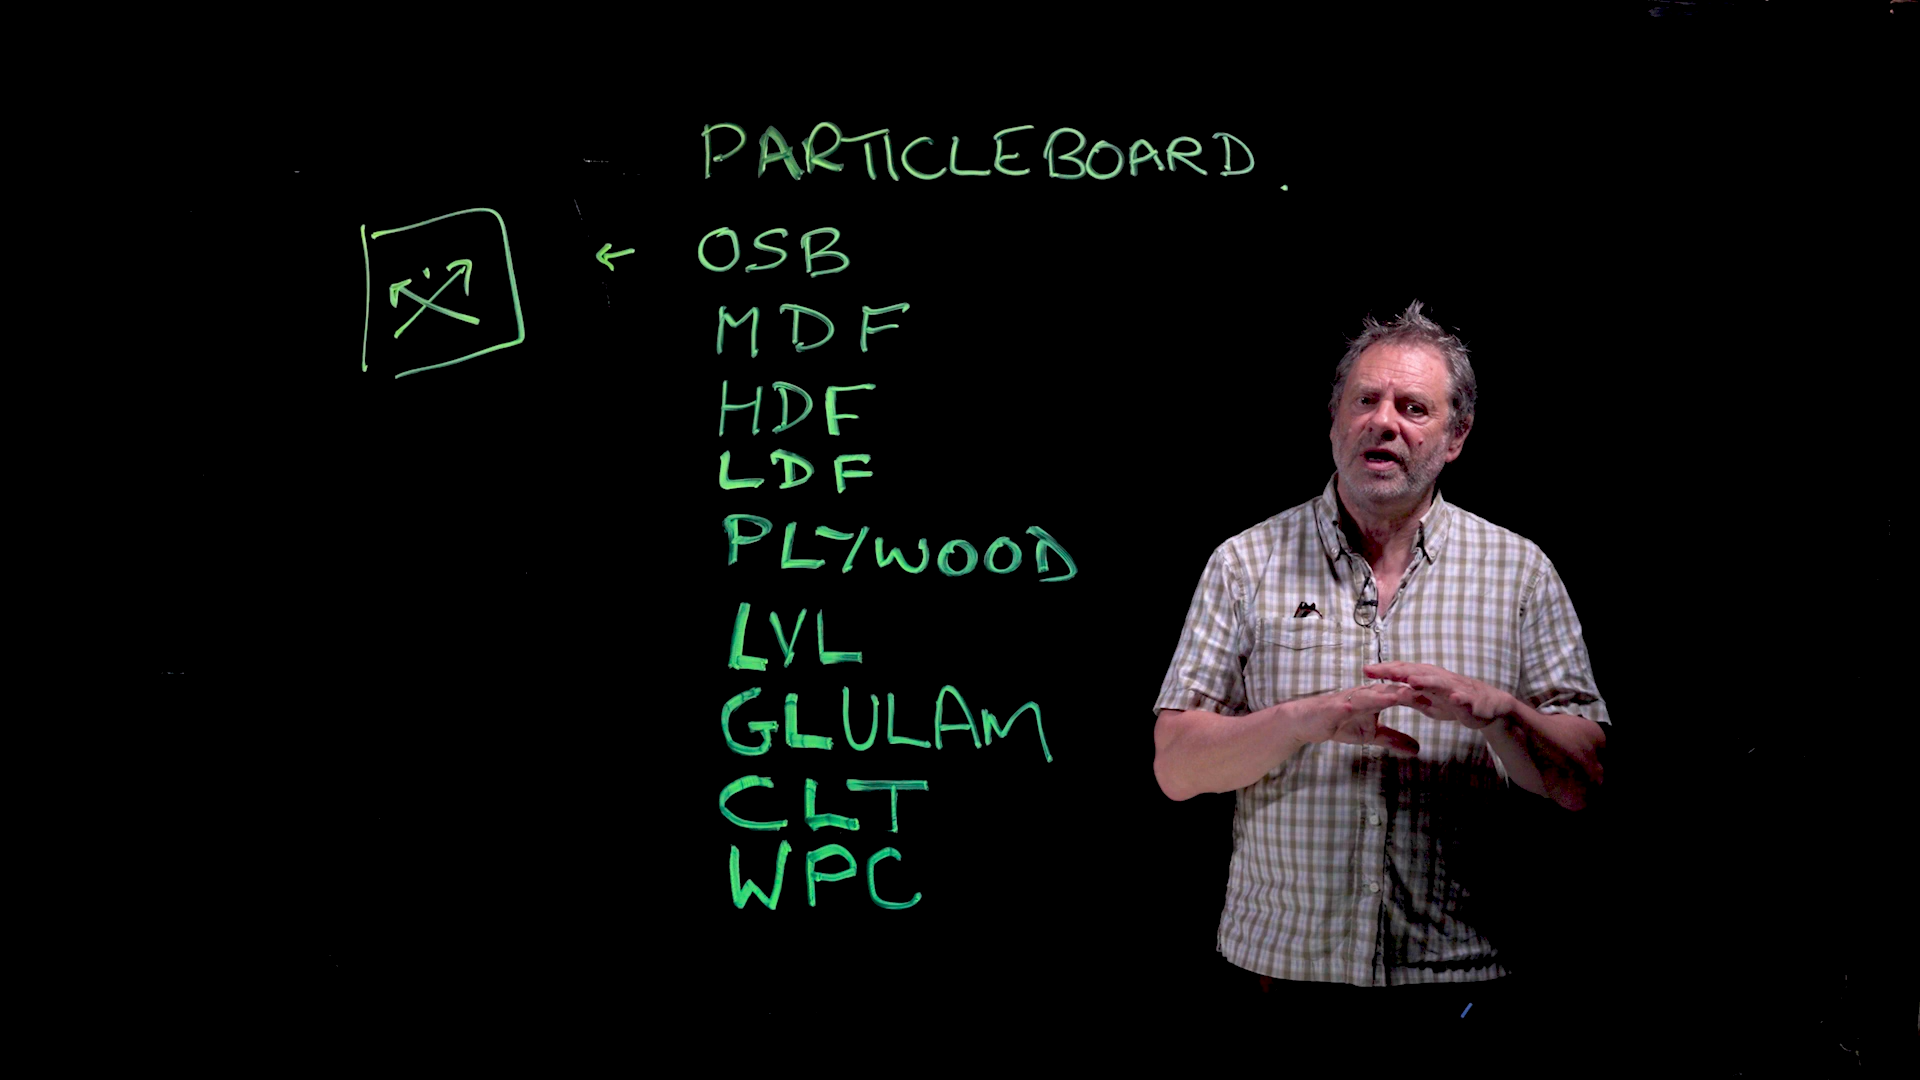 PARTICLEBOARD.
OSB
MDF
HDF
LDF
PLYWOOD
LVL
GLULAM
CLT
WPC